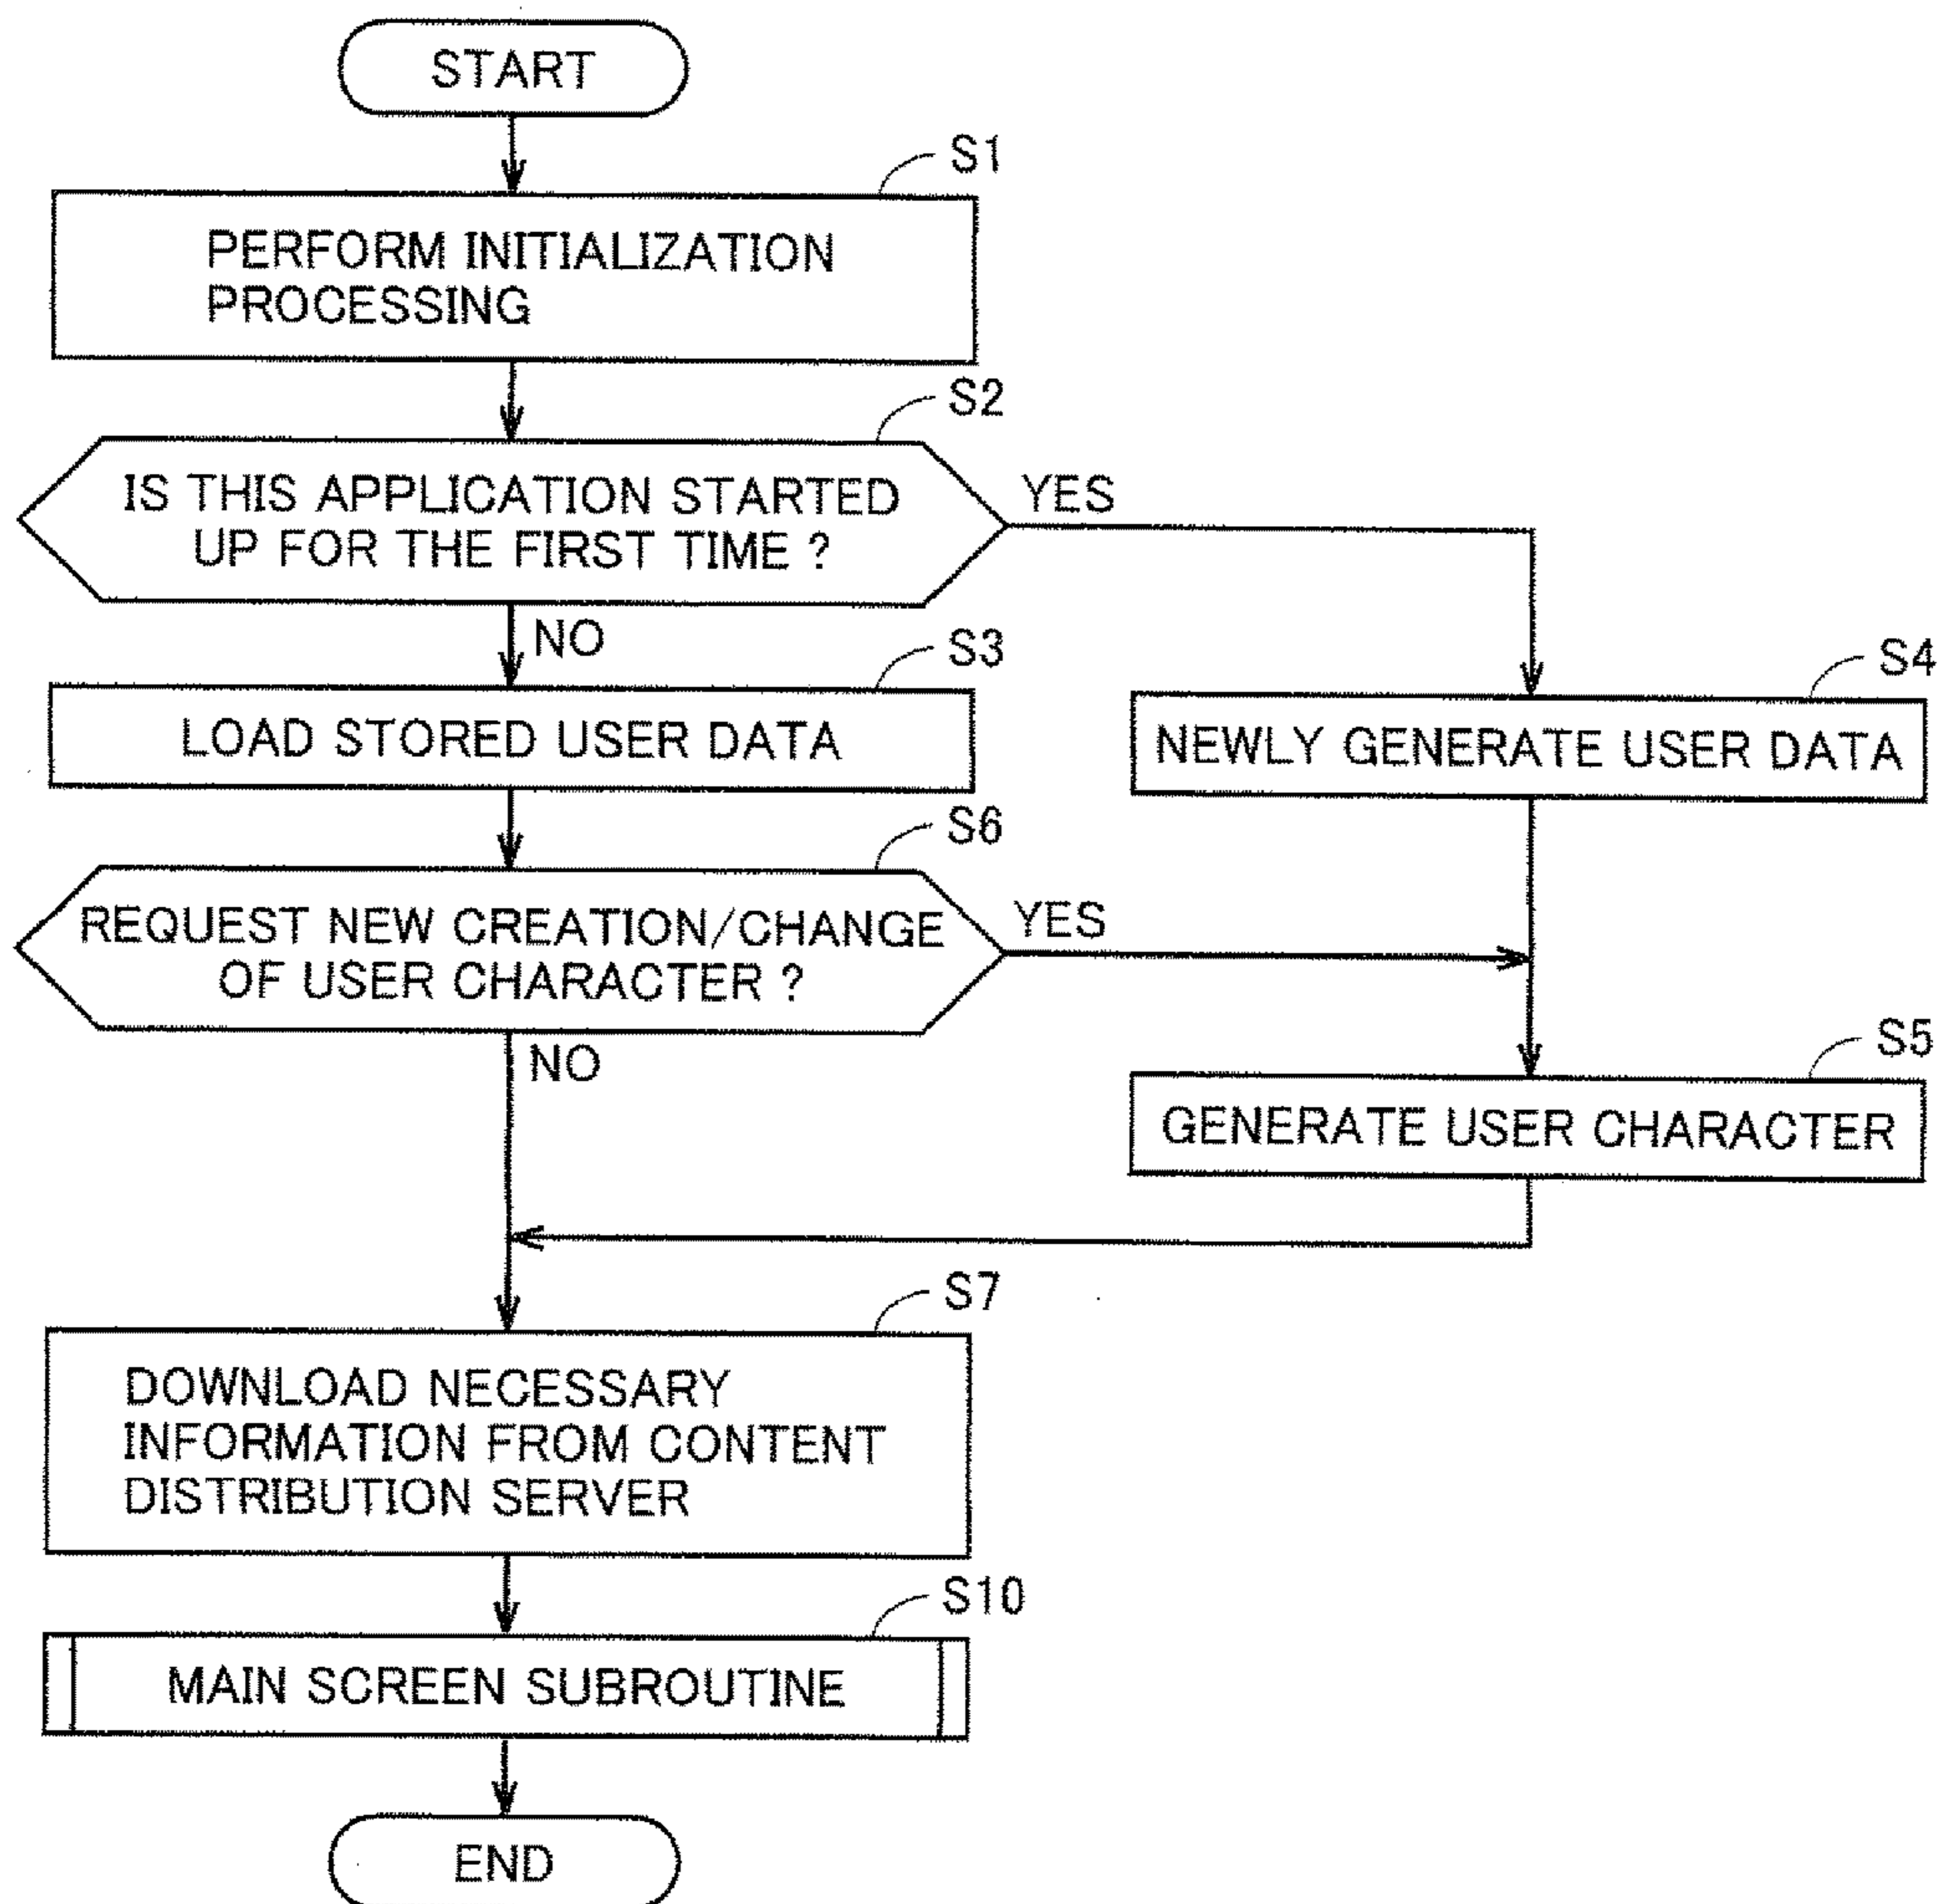 START
S1
PERFORM INITIALIZATION
PROCESSING
S2
IS THIS APPLICATION STARTED
UP FOR THE FIRST TIME ?
YES
NO
S3
LOAD STORED USER DATA
S4
NEWLY GENERATE USER DATA
S6
REQUEST NEW CREATION/CHANGE
OF USER CHARACTER ?
YES
NO
S5
GENERATE USER CHARACTER
S7
DOWNLOAD NECESSARY
INFORMATION FROM CONTENT
DISTRIBUTION SERVER
S10
MAIN SCREEN SUBROUTINE
END